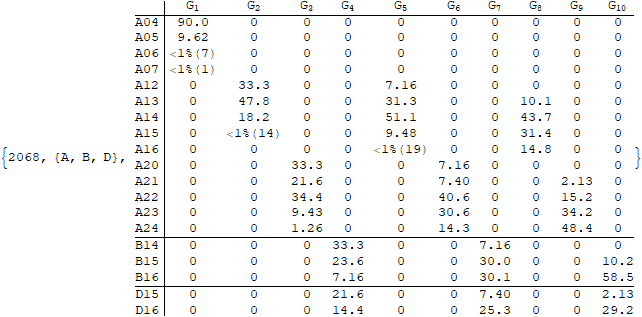 G1 G2 G3 G4 G5 G6 G7 G8 G9 G10
A04 90.0 0 0 0 0 0 0 0 0 0
A05 9.62 0 0 0 0 0 0 0 0 0
A06 <1%(7) 0 0 0 0 0 0 0 0 0
A07 <1%(1) 0 0 0 0 0 0 0 0 0
A12 0 33.3 0 0 7.16 0 0 0 0 0
A13 0 47.8 0 0 31.3 0 0 10.1 0 0
A14 0 18.2 0 0 51.1 0 0 43.7 0 0
A15 0 <1%(14) 0 0 9.48 0 0 31.4 0 0
{2068, {A, B, D}, A16 0 0 0 0 <1%(19) 0 0 14.8 0 0 }
A20 0 0 33.3 0 0 7.16 0 0 0 0
A21 0 0 21.6 0 0 7.40 0 0 2.13 0
A22 0 0 34.4 0 0 40.6 0 0 15.2 0
A23 0 0 9.43 0 0 30.6 0 0 34.2 0
A24 0 0 1.26 0 0 14.3 0 0 48.4 0
B14 0 0 0 33.3 0 0 7.16 0 0 0
B15 0 0 0 23.6 0 0 30.0 0 0 10.2
B16 0 0 0 7.16 0 0 30.1 0 0 58.5
D15 0 0 0 21.6 0 0 7.40 0 0 2.13
D16 0 0 0 14.4 0 0 25.3 0 0 29.2